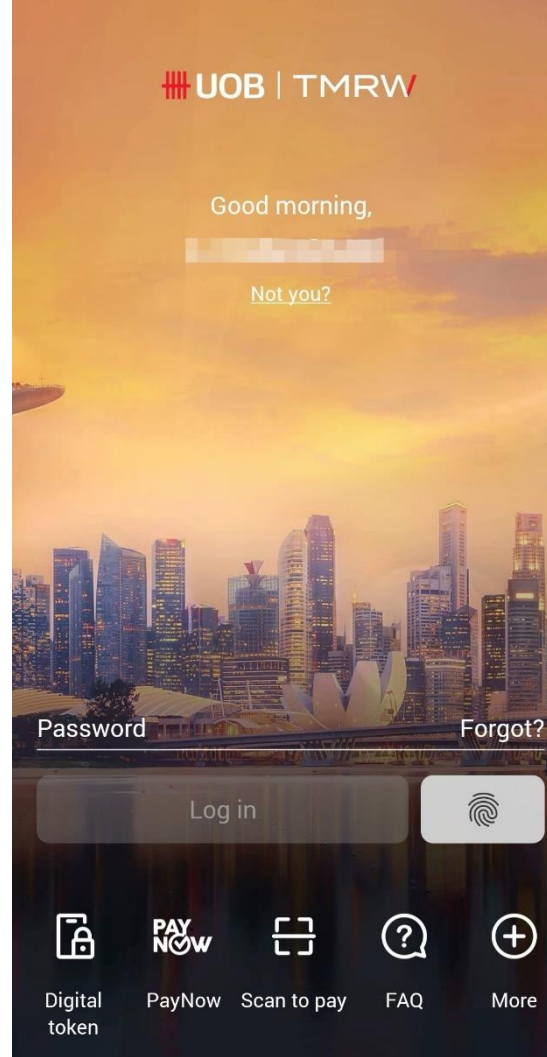 UOB | TMRW
Good morning,
Not you?
Password Forgot?
Log in
PAY NOW
Digital token PayNow Scan to pay FAQ More